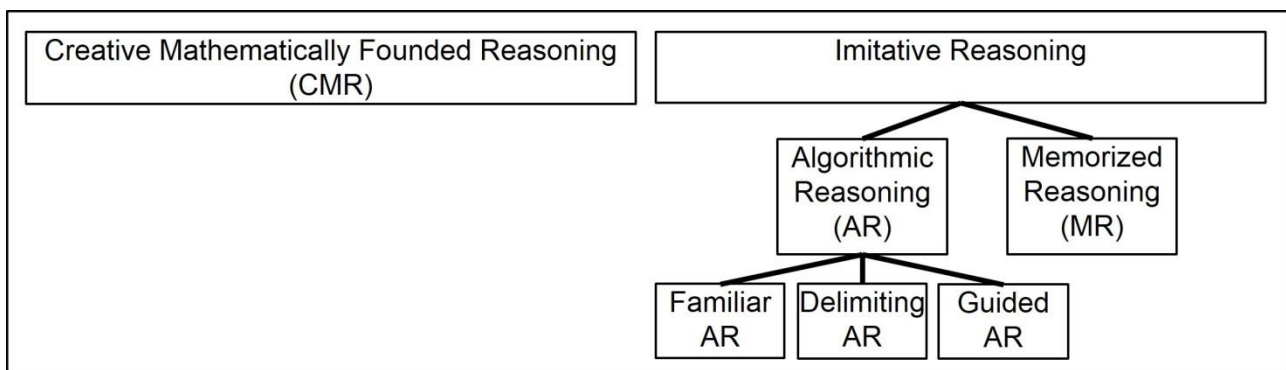 Creative Mathematically Founded Reasoning
(CMR)
Imitative Reasoning
Algorithmic
Reasoning
(AR)
Memorized
Reasoning
(MR)
Familiar
AR
Delimiting
AR
Guided
AR